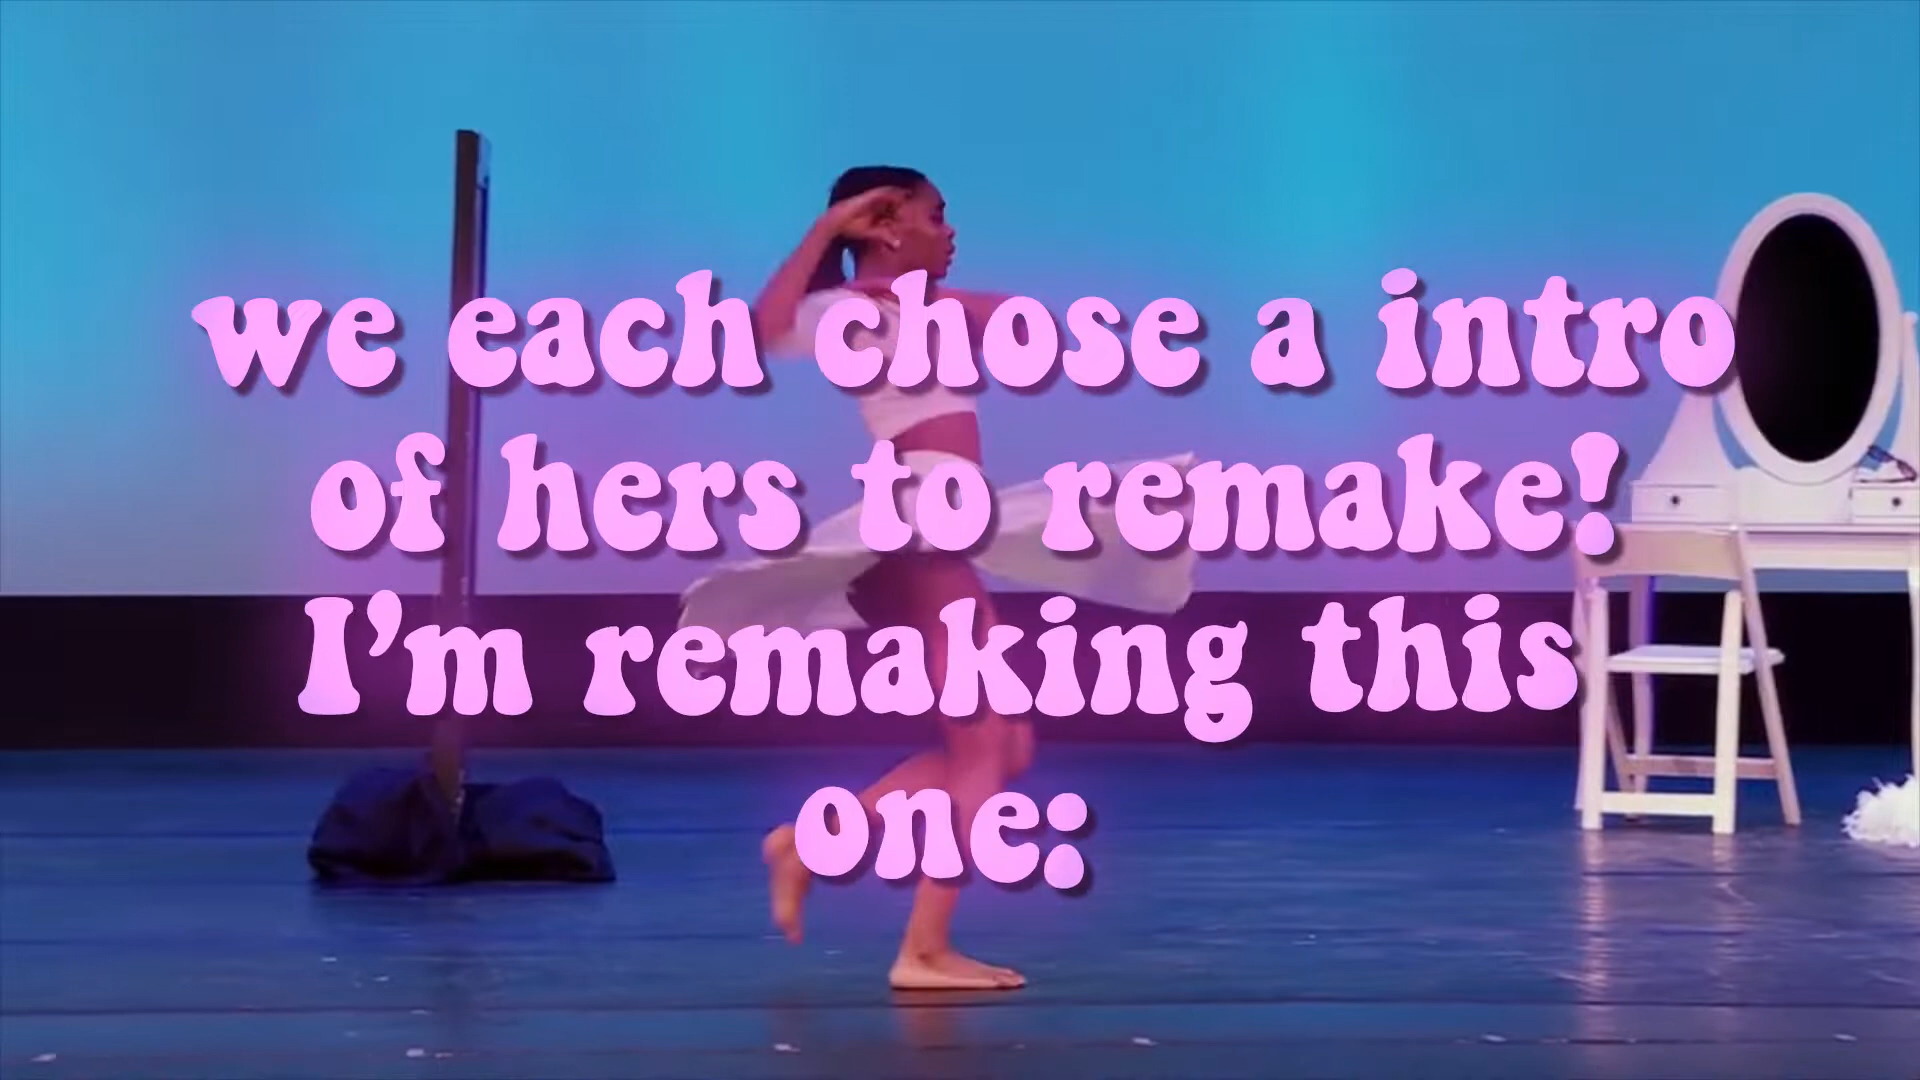 we each chose a intro
of hers to remake!
I'm remaking this
one: